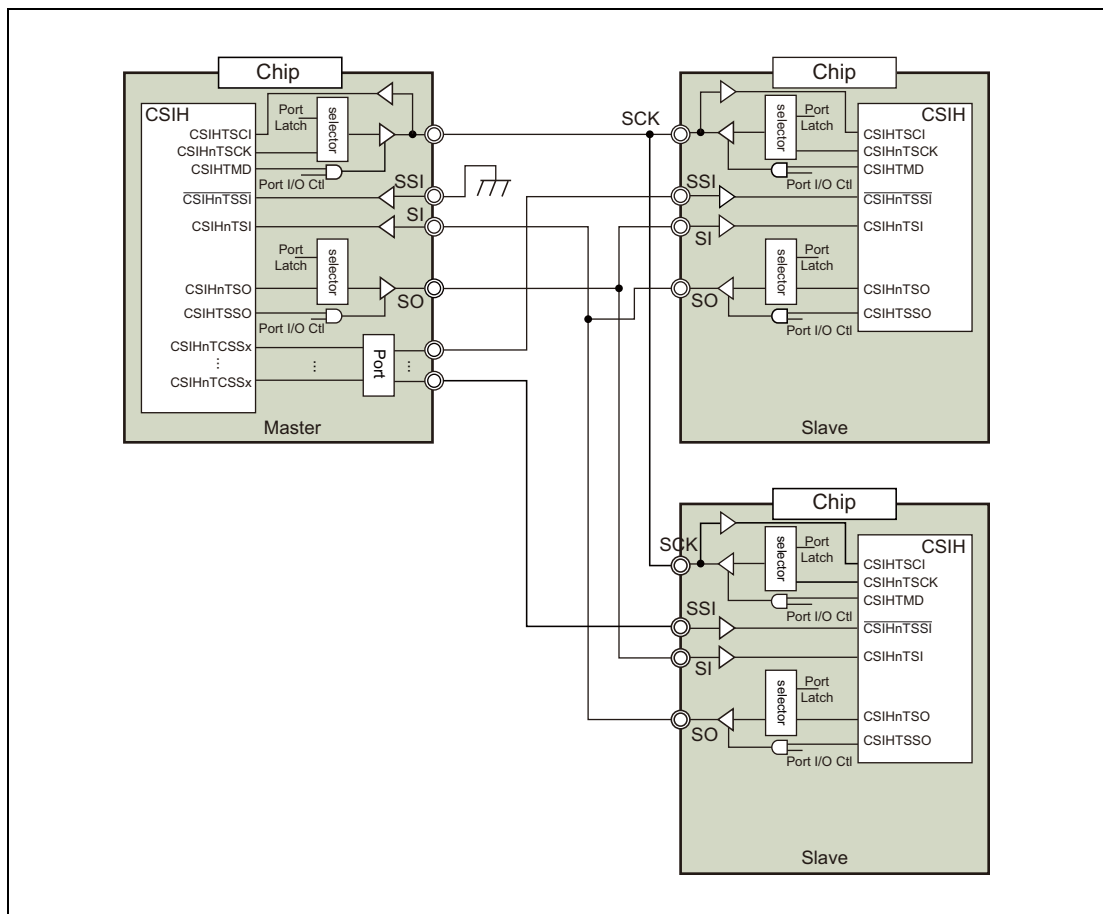 Chip
CSIH
CSIHTSCI
CSIHnTSCK
CSIHTMD
CSIHnTSSI
CSIHnTSI
CSIHnTSO
CSIHTSSO
CSIHnTCSSx
⋮
CSIHnTCSSx
Port
Latch
selector
Port I/O Ctl
Port
Latch
selector
Port I/O Ctl
...
Port
...
SSI
SI
SO
Master
SCK
Chip
CSIH
SSI
SI
SO
Port
Latch
selector
Port I/O Ctl
Port
Latch
selector
Port I/O Ctl
CSIHTSCI
CSIHnTSCK
CSIHTMD
CSIHnTSSI
CSIHnTSI
CSIHnTSO
CSIHTSSO
Slave
Chip
CSIH
SCK
SSI
SI
SO
Port
Latch
selector
Port I/O Ctl
Port
Latch
selector
Port I/O Ctl
CSIHTSCI
CSIHnTSCK
CSIHTMD
CSIHnTSSI
CSIHnTSI
CSIHnTSO
CSIHTSSO
Slave